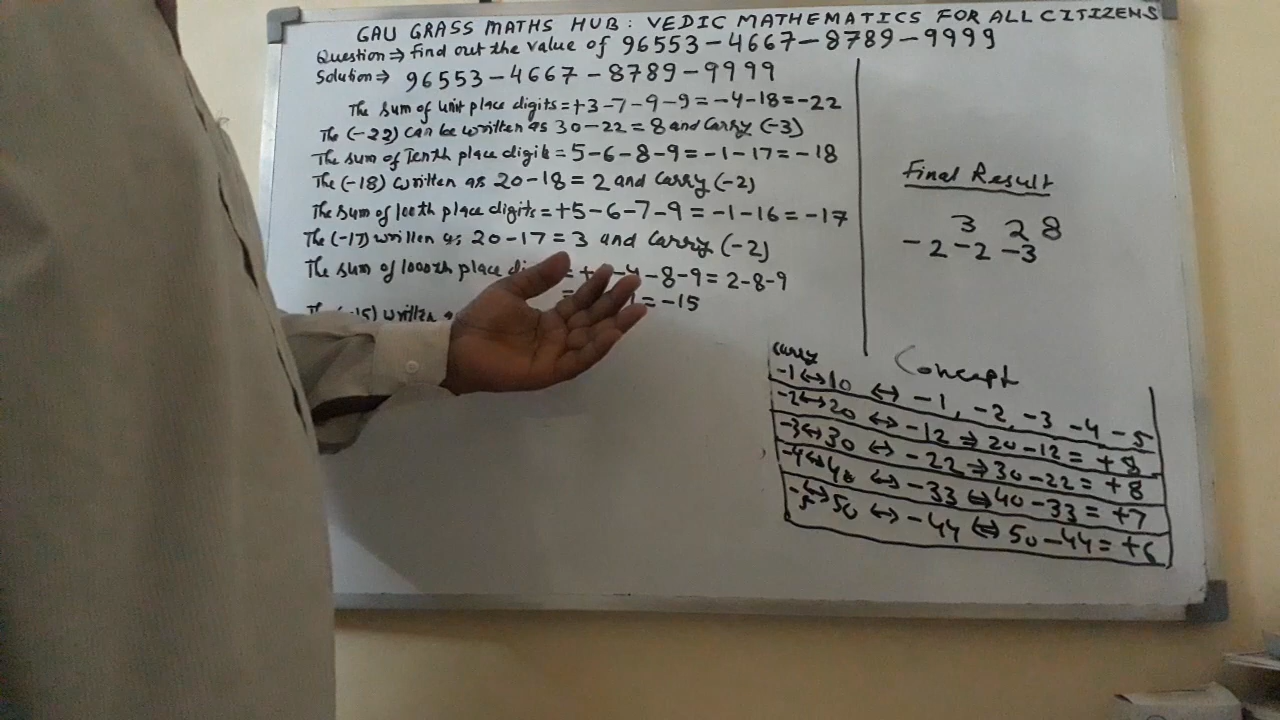 GAU GRASS MATHS HUB: VEDIC MATHEMATICS FOR ALL CITIZENS
Question⇒ find out the value of 96553-4667-8789-9999
Solution⇒ 96553-4667-8789-9999
The sum of unit place digits=+3-7-9-9=-4-18=-22
The (-22) can be written as 30-22=8 and carry (-3)
The sum of Tenth place digit=5-6-8-9=-1-17=-18
The (-18) written as 20-18=2 and carry (-2)
The sum of 100th place digits=+5-6-7-9=-1-16=-17
The (-17) written as 20-17=3 and carry (-2)
The sum of 1000th place = -4-8-9=2-8-9
=-15
written
Final Result
3 2 8
-2 -2 -3
Carry Concept
-1↔10 ↔ -1, -2, -3 -4 -5
-2↔20 ↔ -12 ⇒ 20-12=+8
-3↔30 ↔ -22 ⇒ 30-22=+8
-4↔40 ↔ -33 ⇔ 40-33=+7
-5↔50 ↔ -44 ⇔ 50-44=+6